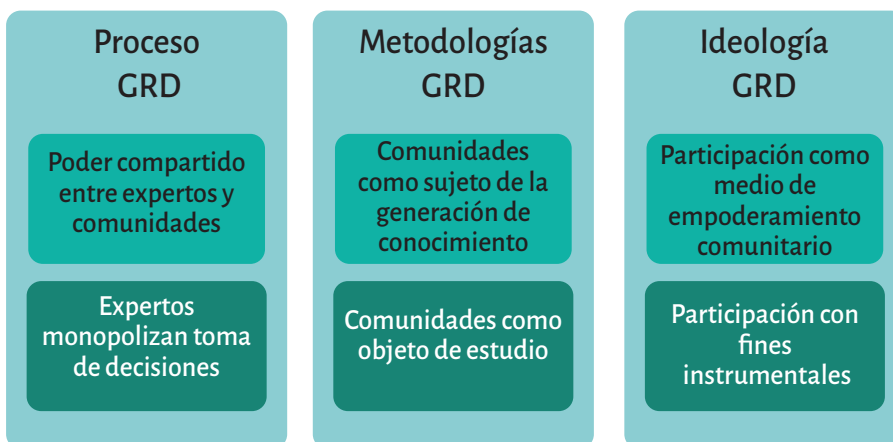 Proceso
GRD
Poder compartido
entre expertos y
comunidades
Expertos
monopolizan toma
de decisiones
Metodologías
GRD
Comunidades
como sujeto de la
generación de
conocimiento
Comunidades como
objeto de estudio
Ideología
GRD
Participación como
medio de
empoderamiento
comunitario
Participación con
fines
instrumentales